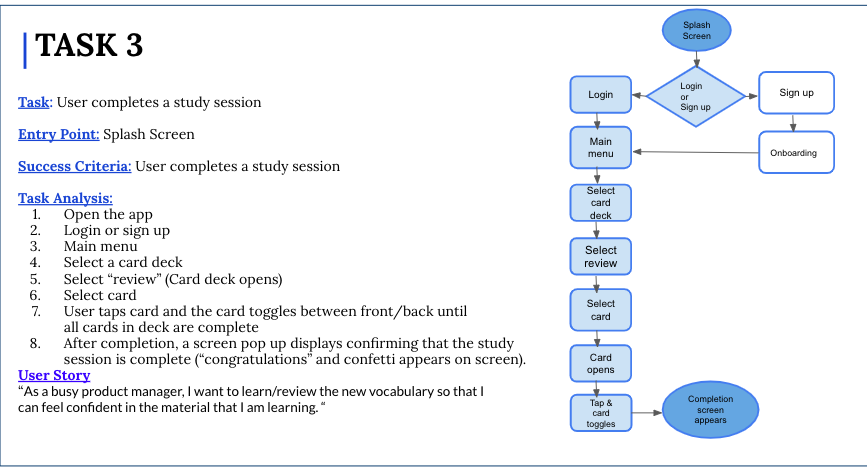 TASK 3
Task: User completes a study session
Entry Point: Splash Screen
Success Criteria: User completes a study session
Task Analysis:
1. Open the app
2. Login or sign up
3. Main menu
4. Select a card deck
5. Select “review” (Card deck opens)
6. Select card
7. User taps card and the card toggles between front/back until
all cards in deck are complete
8. After completion, a screen pop up displays confirming that the study
session is complete (“congratulations” and confetti appears on screen).
User Story
“As a busy product manager, I want to learn/review the new vocabulary so that I
can feel confident in the material that I am learning. “
Splash
Screen
Login
or
Sign up
Login
Sign up
Main
menu
Onboarding
Select
card
deck
Select
review
Select
card
Card
opens
Tap &
card
toggles
Completion
screen
appears